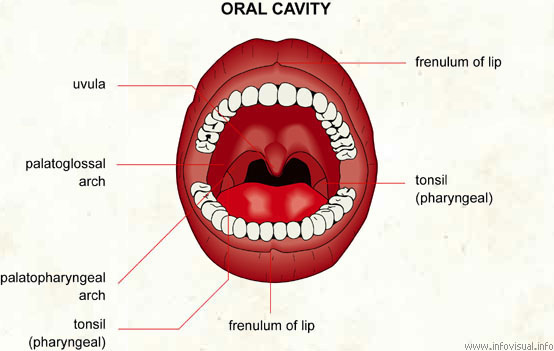 ORAL CAVITY
frenulum of lip
uvula
palatoglossal
arch
tonsil
(pharyngeal)
palatopharyngeal
arch
tonsil
(pharyngeal)
frenulum of lip
www.infovisual.info